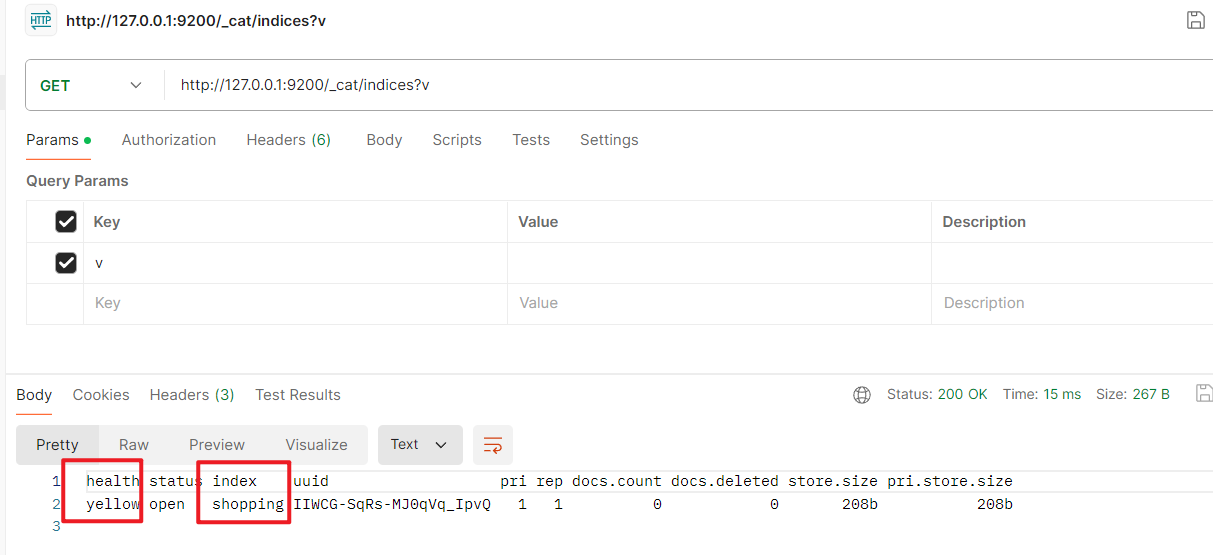 HTTP http://127.0.0.1:9200/_cat/indices?v
GET http://127.0.0.1:9200/_cat/indices?v
Params Authorization Headers (6) Body Scripts Tests Settings
Query Params
Key Value Description
v
Key Value Description
Body Cookies Headers (3) Test Results Status: 200 OK Time: 15 ms Size: 267 B
Pretty Raw Preview Visualize Text
1 health status index uuid pri rep docs.count docs.deleted store.size pri.store.size
2 yellow open shopping IIWCG-SqRs-MJ0qVq_IpvQ 1 1 0 0 208b 208b
3